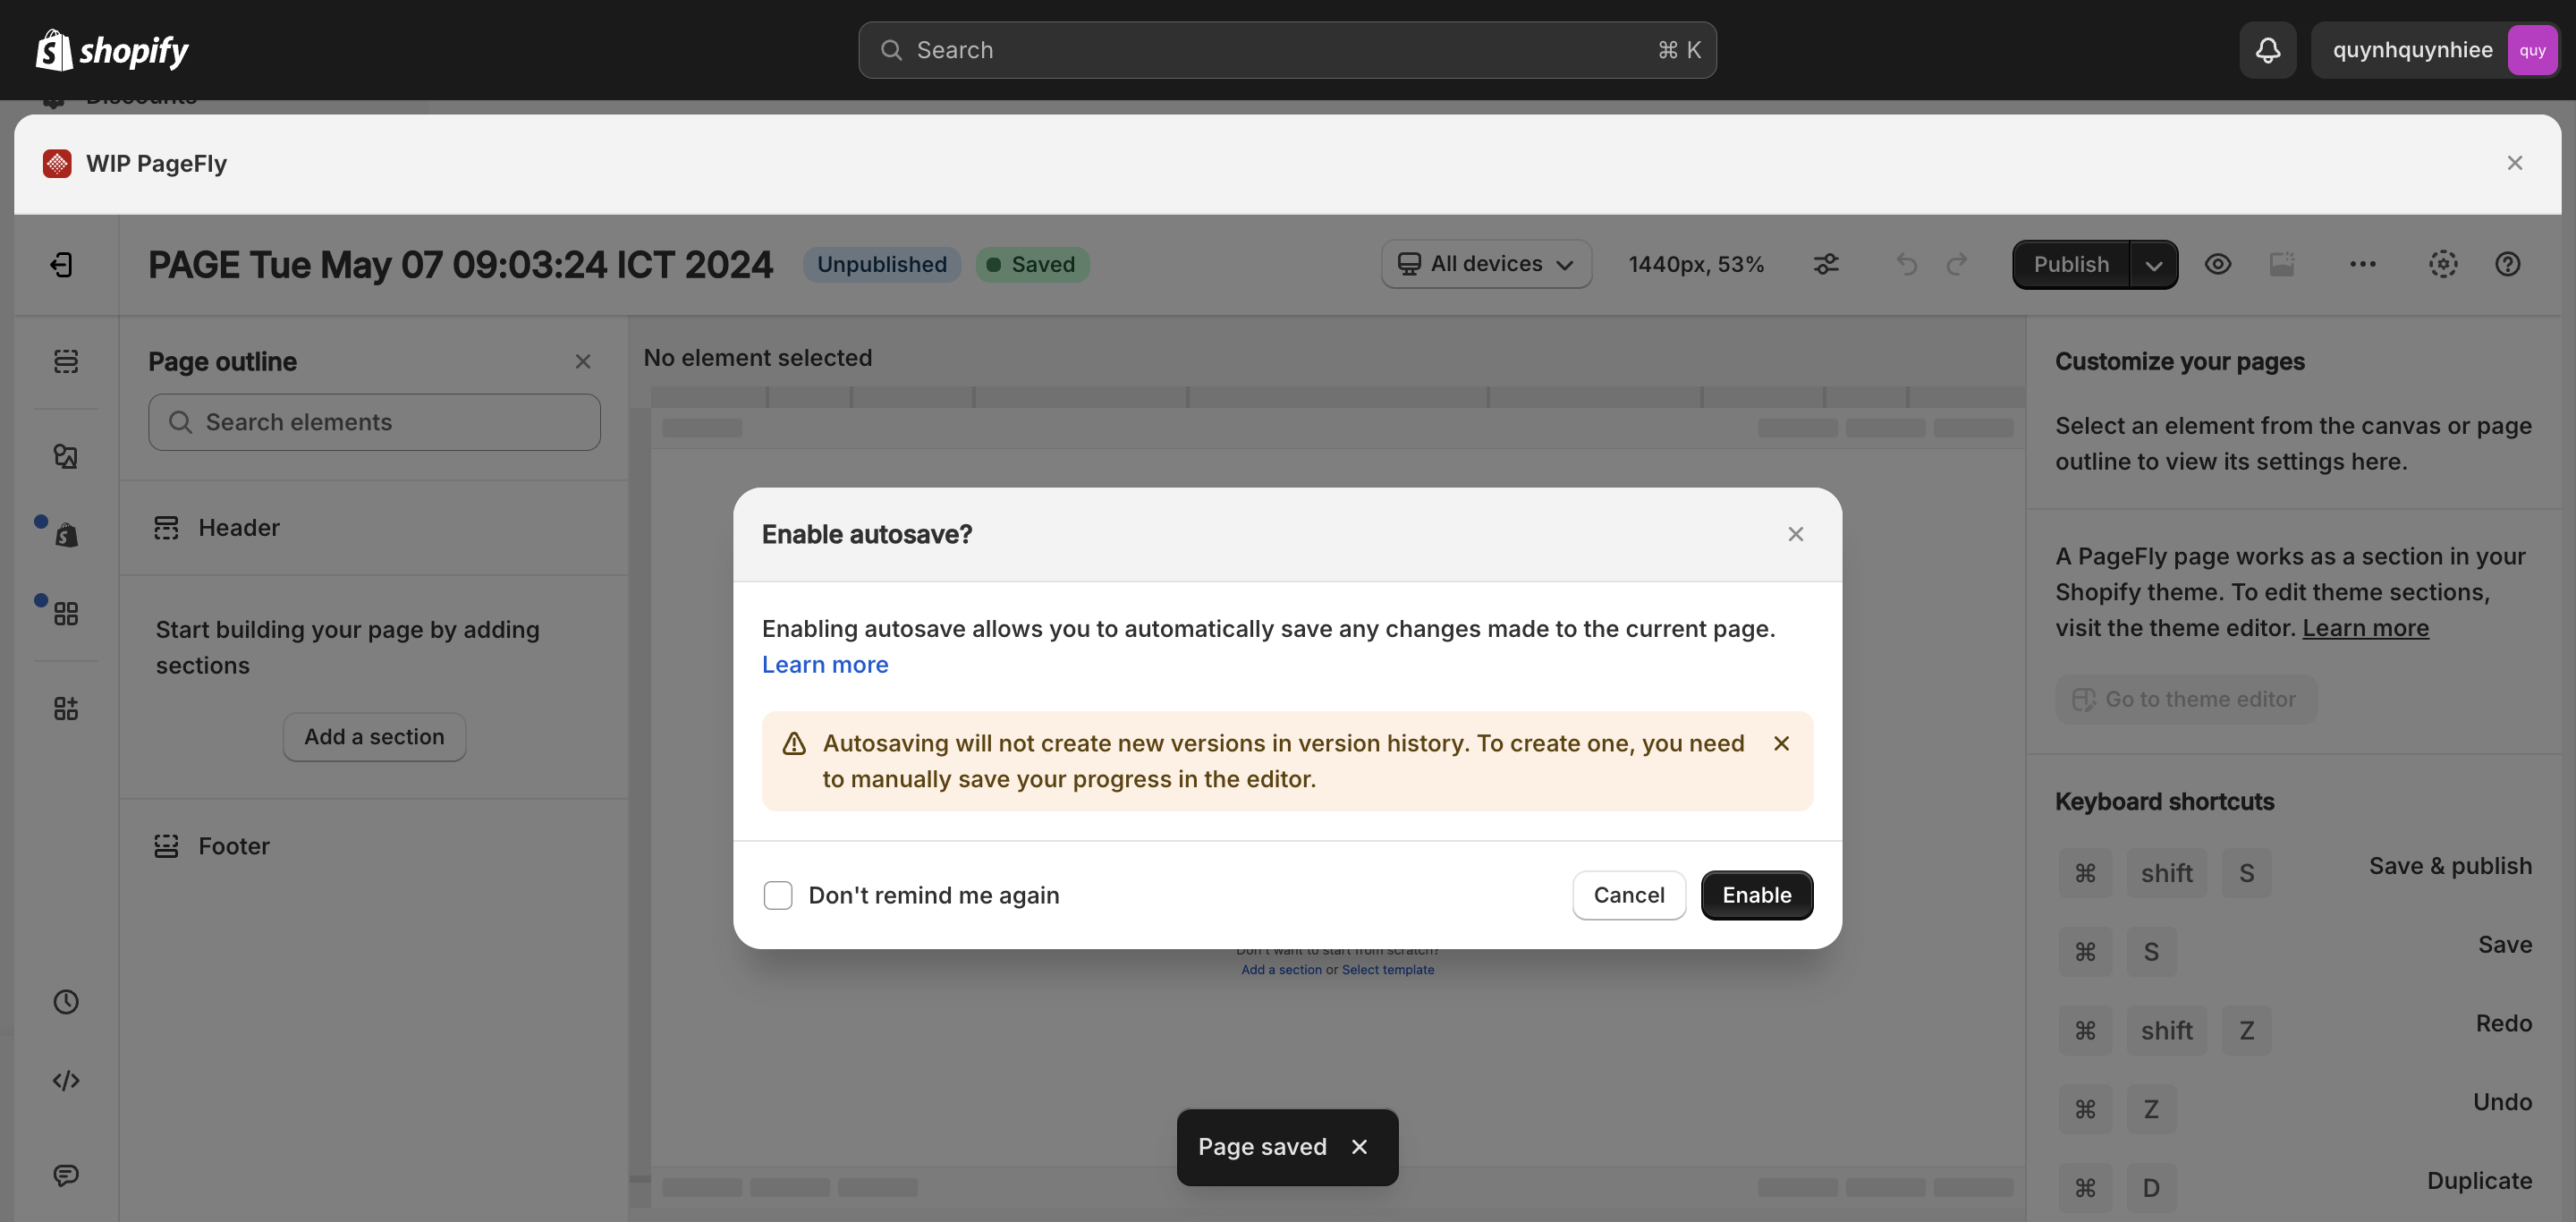 shopify
Search
⌘ K
quynhquynhiee
quy
Discounts
WIP PageFly
PAGE Tue May 07 09:03:24 ICT 2024
Unpublished
Saved
All devices
1440px, 53%
Publish
Page outline
Search elements
Header
Start building your page by adding
sections
Add a section
Footer
No element selected
Enable autosave?
Enabling autosave allows you to automatically save any changes made to the current page.
Learn more
Autosaving will not create new versions in version history. To create one, you need
to manually save your progress in the editor.
Don't remind me again
Cancel
Enable
Don't want to start from scratch?
Add a section or Select template
Page saved
Customize your pages
Select an element from the canvas or page
outline to view its settings here.
A PageFly page works as a section in your
Shopify theme. To edit theme sections,
visit the theme editor. Learn more
Go to theme editor
Keyboard shortcuts
⌘ shift S Save & publish
⌘ S Save
⌘ shift Z Redo
⌘ Z Undo
⌘ D Duplicate